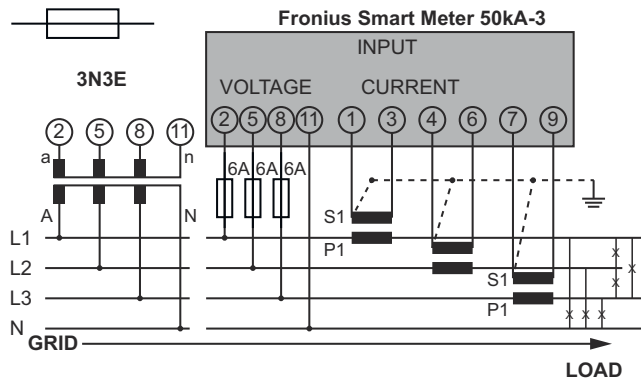 Fronius Smart Meter 50kA-3
INPUT
3N3E
VOLTAGE CURRENT
2 5 8 11 2 5 8 11 1 3 4 6 7 9
a n
6A 6A 6A
A N
S1
P1
L1
L2
S1
L3
P1
N
GRID
LOAD